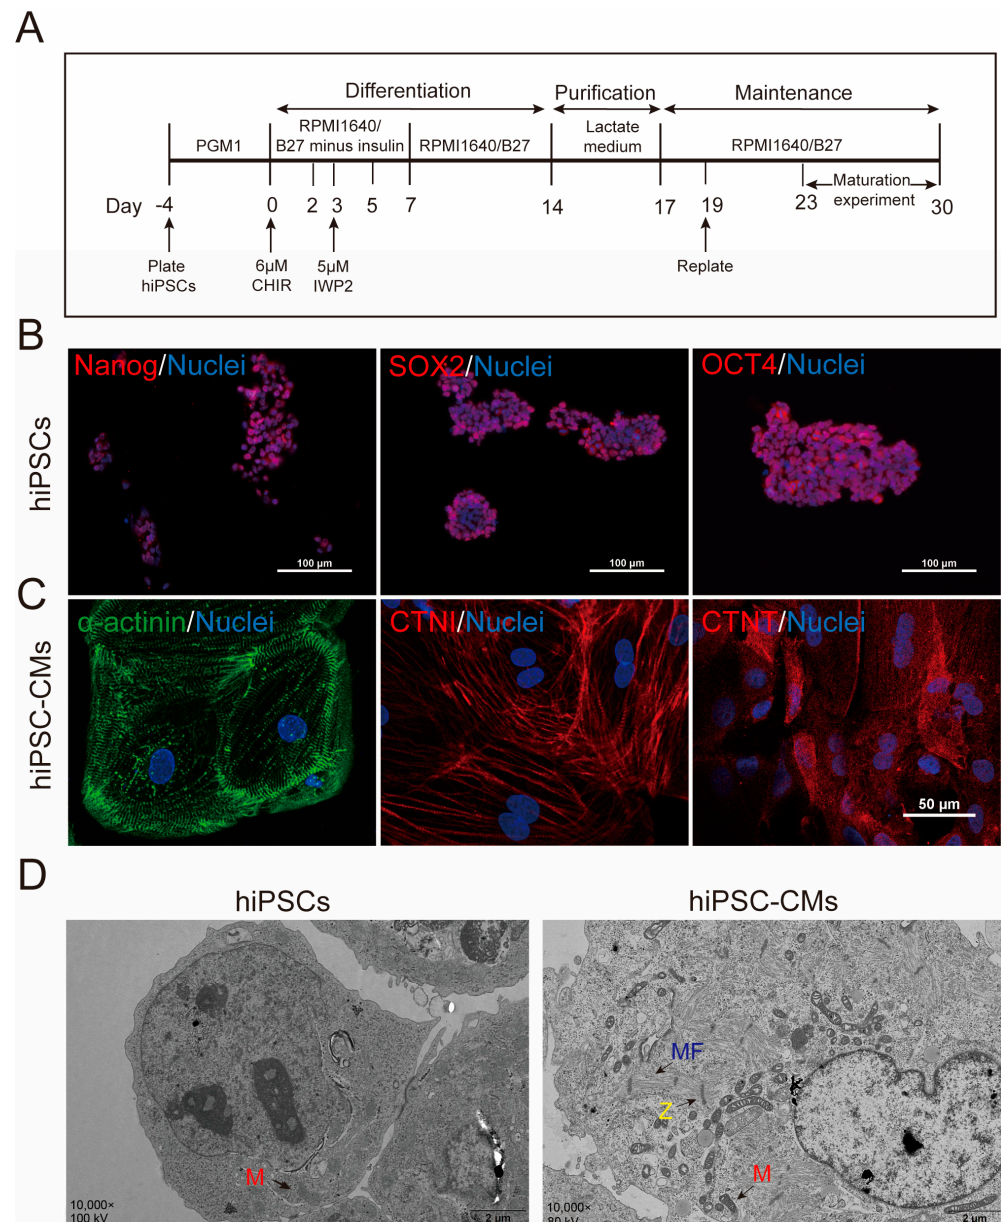 A
Differentiation
Purification
Maintenance
PGM1
RPMI1640/
B27 minus insulin
RPMI1640/B27
Lactate
medium
RPMI1640/B27
Maturation
experiment
Day -4 0 2 3 5 7 14 17 19 23 30
Plate
hiPSCs
6μM
CHIR
5μM
IWP2
Replate
B
hiPSCs
Nanog/Nuclei
100 μm
SOX2/Nuclei
100 μm
OCT4/Nuclei
100 μm
C
hiPSC-CMs
α-actinin/Nuclei
CTNI/Nuclei
CTNT/Nuclei
50 μm
D
hiPSCs
M
10,000×
100 kV
2 μm
hiPSC-CMs
MF
Z
M
10,000×
80 kV
2 μm